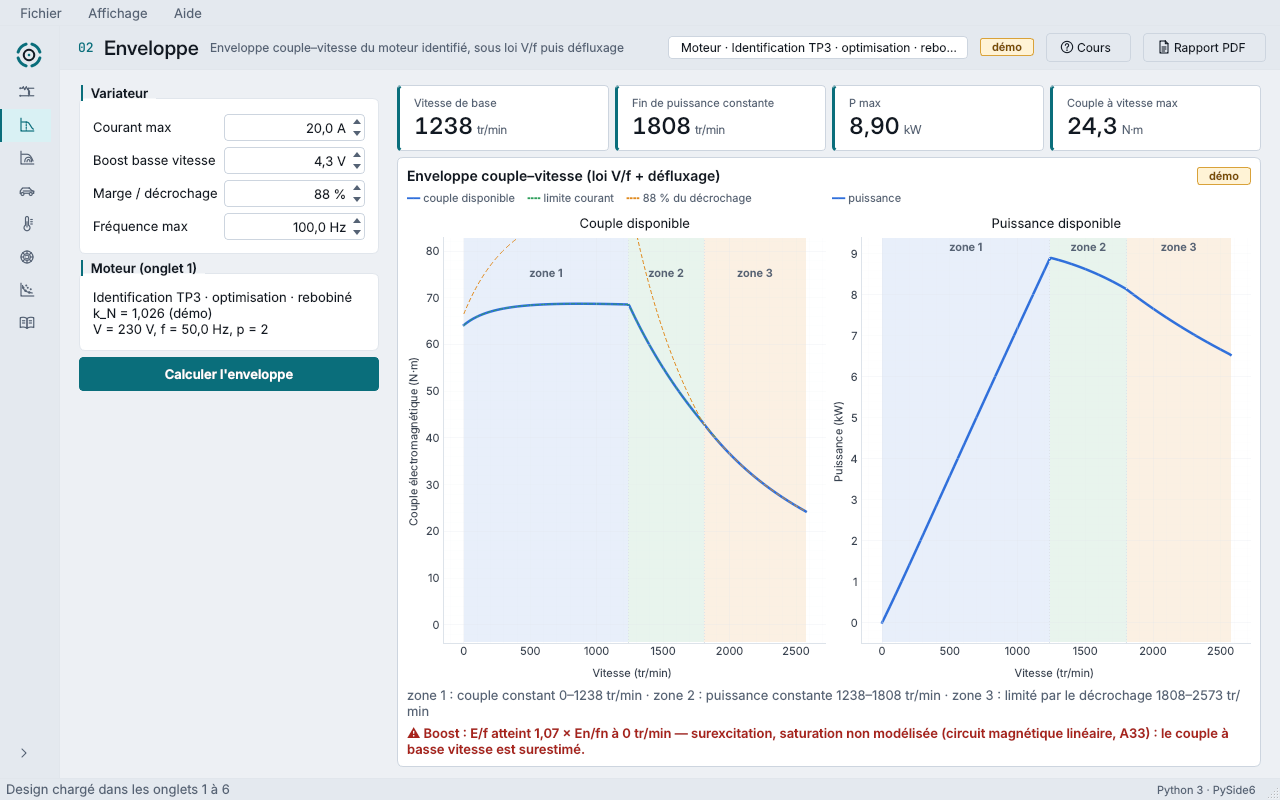 Fichier Affichage Aide
02 Enveloppe Enveloppe couple–vitesse du moteur identifié, sous loi V/f puis défluxage Moteur · Identification TP3 · optimisation · rebo… démo Cours Rapport PDF
Variateur
Courant max 20,0 A
Boost basse vitesse 4,3 V
Marge / décrochage 88 %
Fréquence max 100,0 Hz
Moteur (onglet 1)
Identification TP3 · optimisation · rebobiné
k_N = 1,026 (démo)
V = 230 V, f = 50,0 Hz, p = 2
Calculer l'enveloppe
Vitesse de base
1238 tr/min
Fin de puissance constante
1808 tr/min
P max
8,90 kW
Couple à vitesse max
24,3 N·m
Enveloppe couple–vitesse (loi V/f + défluxage) démo
couple disponible limite courant 88 % du décrochage
Couple disponible
zone 1 zone 2 zone 3
80
70
60
50
40
30
20
10
0
Couple électromagnétique (N·m)
0 500 1000 1500 2000 2500
Vitesse (tr/min)
puissance
Puissance disponible
zone 1 zone 2 zone 3
9
8
7
6
5
4
3
2
1
0
Puissance (kW)
0 500 1000 1500 2000 2500
Vitesse (tr/min)
zone 1 : couple constant 0–1238 tr/min · zone 2 : puissance constante 1238–1808 tr/min · zone 3 : limité par le décrochage 1808–2573 tr/
min
⚠ Boost : E/f atteint 1,07 × En/fn à 0 tr/min — surexcitation, saturation non modélisée (circuit magnétique linéaire, A33) : le couple à
basse vitesse est surestimé.
Design chargé dans les onglets 1 à 6 Python 3 · PySide6